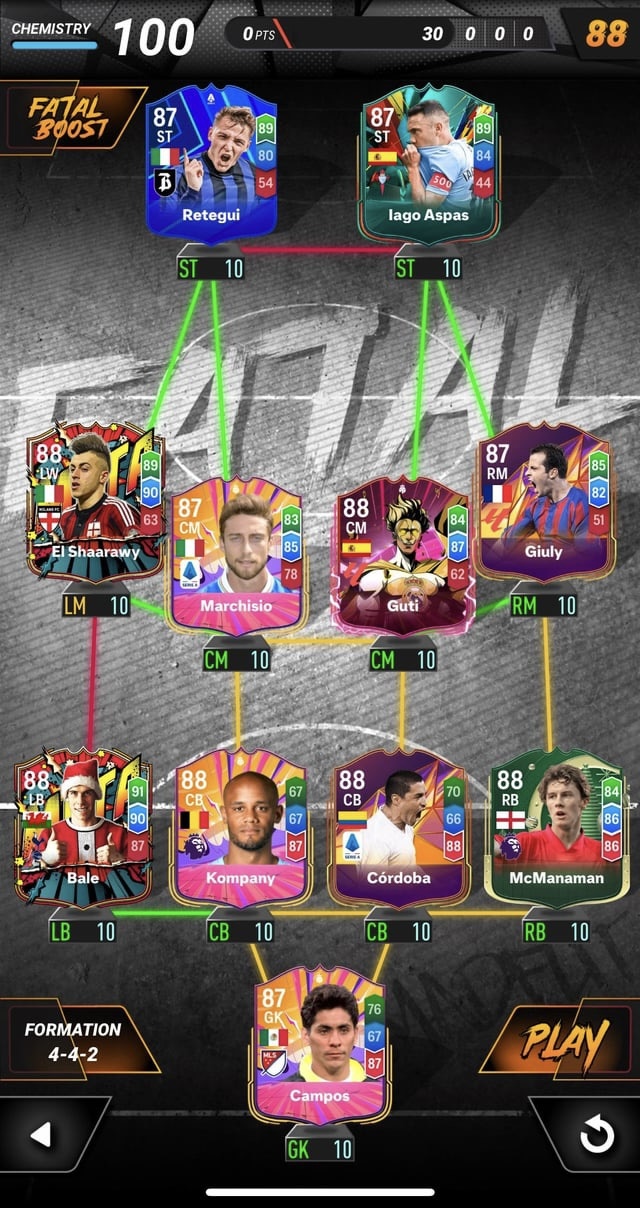 CHEMISTRY 100 0 PTS 30 0 0 0 88
FATAL
BOOST
87
ST
89
80
54
Retegui
ST 10
87
ST
89
84
44
500
Iago Aspas
ST 10
FATAL
88
LW
89
90
63
El Shaarawy
LM 10
87
CM
83
85
78
SERIE A
Marchisio
CM 10
88
CM
84
87
62
Guti
CM 10
87
RM
85
82
51
Giuly
RM 10
88
LB
91
90
87
Bale
LB 10
88
CB
67
67
87
Kompany
CB 10
88
CB
70
66
88
SERIE A
Córdoba
CB 10
88
RB
84
86
86
McManaman
RB 10
87
GK
76
67
87
MLS
Campos
GK 10
FORMATION
4-4-2
PLAY